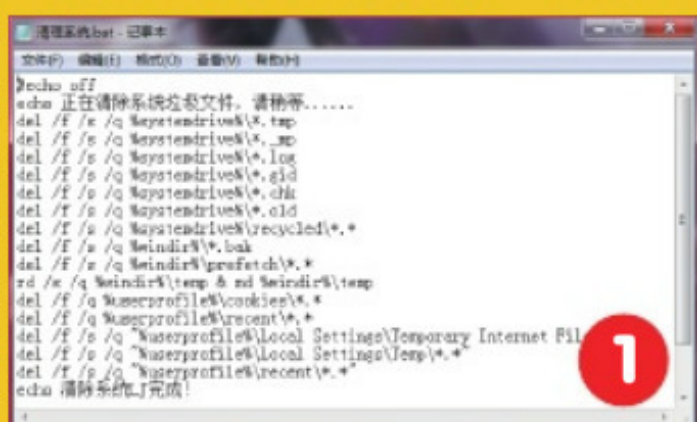 清理系统.bat - 记事本
文件(F) 编辑(E) 格式(O) 查看(V) 帮助(H)
@echo off
echo 正在清除系统垃圾文件，请稍等......
del /f /s /q %systemdrive%\*.tmp
del /f /s /q %systemdrive%\*._mp
del /f /s /q %systemdrive%\*.log
del /f /s /q %systemdrive%\*.gid
del /f /s /q %systemdrive%\*.chk
del /f /s /q %systemdrive%\*.old
del /f /s /q %systemdrive%\recycled\*.*
del /f /s /q %windir%\*.bak
del /f /s /q %windir%\prefetch\*.*
rd /s /q %windir%\temp & md %windir%\temp
del /f /q %userprofile%\cookies\*.*
del /f /q %userprofile%\recent\*.*
del /f /s /q "%userprofile%\Local Settings\Temporary Internet Fil
del /f /s /q "%userprofile%\Local Settings\Temp\*.*"
del /f /s /q "%userprofile%\recent\*.*"
echo 清除系统LJ完成!
1